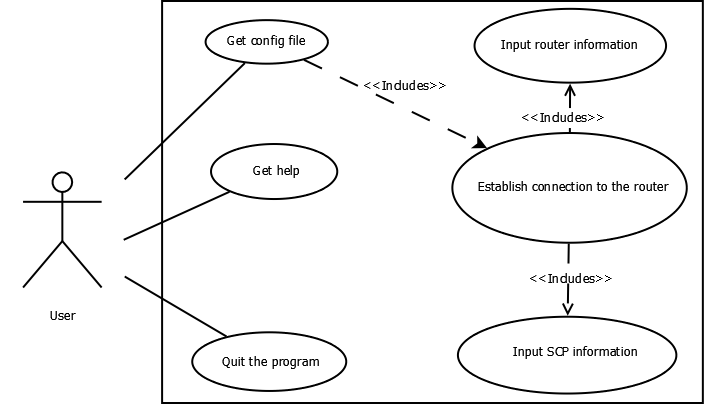 Get config file
Input router information
<<Includes>>
<<Includes>>
Get help
Establish connection to the router
<<Includes>>
User
Input SCP information
Quit the program